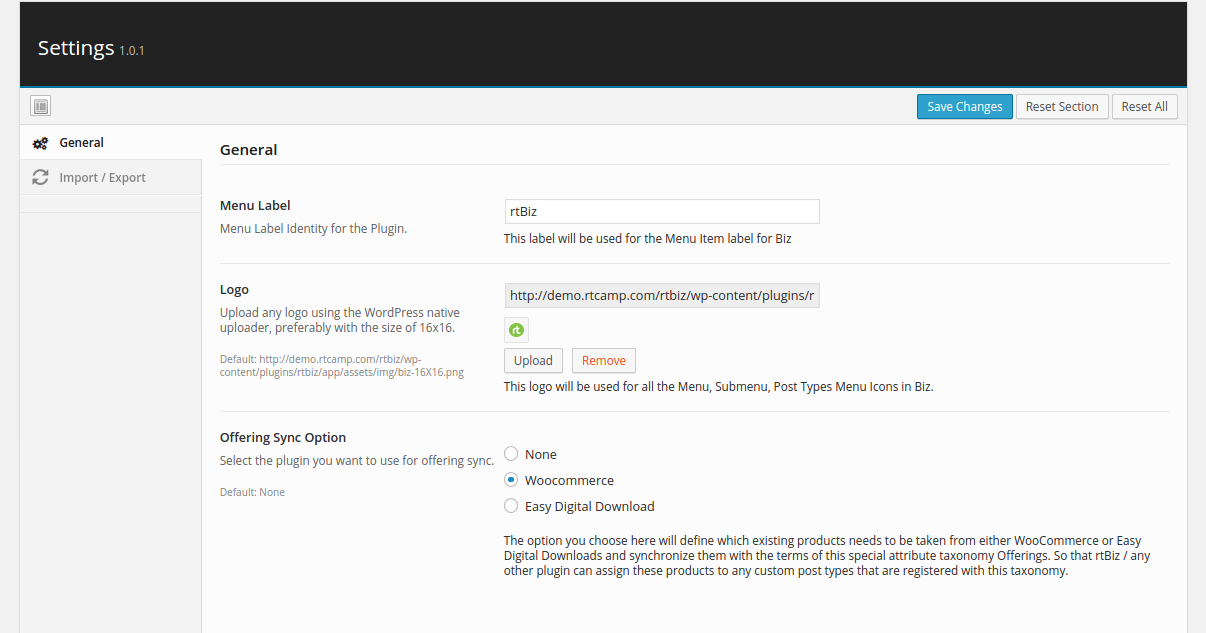 Settings 1.0.1
Save Changes
Reset Section
Reset All
General
Import / Export
General
Menu Label
Menu Label Identity for the Plugin.
rtBiz
This label will be used for the Menu Item label for Biz
Logo
Upload any logo using the WordPress native
uploader, preferably with the size of 16x16.
Default: http://demo.rtcamp.com/rtbiz/wp-
content/plugins/rtbiz/app/assets/img/biz-16X16.png
http://demo.rtcamp.com/rtbiz/wp-content/plugins/r
rt
Upload
Remove
This logo will be used for all the Menu, Submenu, Post Types Menu Icons in Biz.
Offering Sync Option
Select the plugin you want to use for offering sync.
Default: None
None
Woocommerce
Easy Digital Download
The option you choose here will define which existing products needs to be taken from either WooCommerce or Easy
Digital Downloads and synchronize them with the terms of this special attribute taxonomy Offerings. So that rtBiz / any
other plugin can assign these products to any custom post types that are registered with this taxonomy.